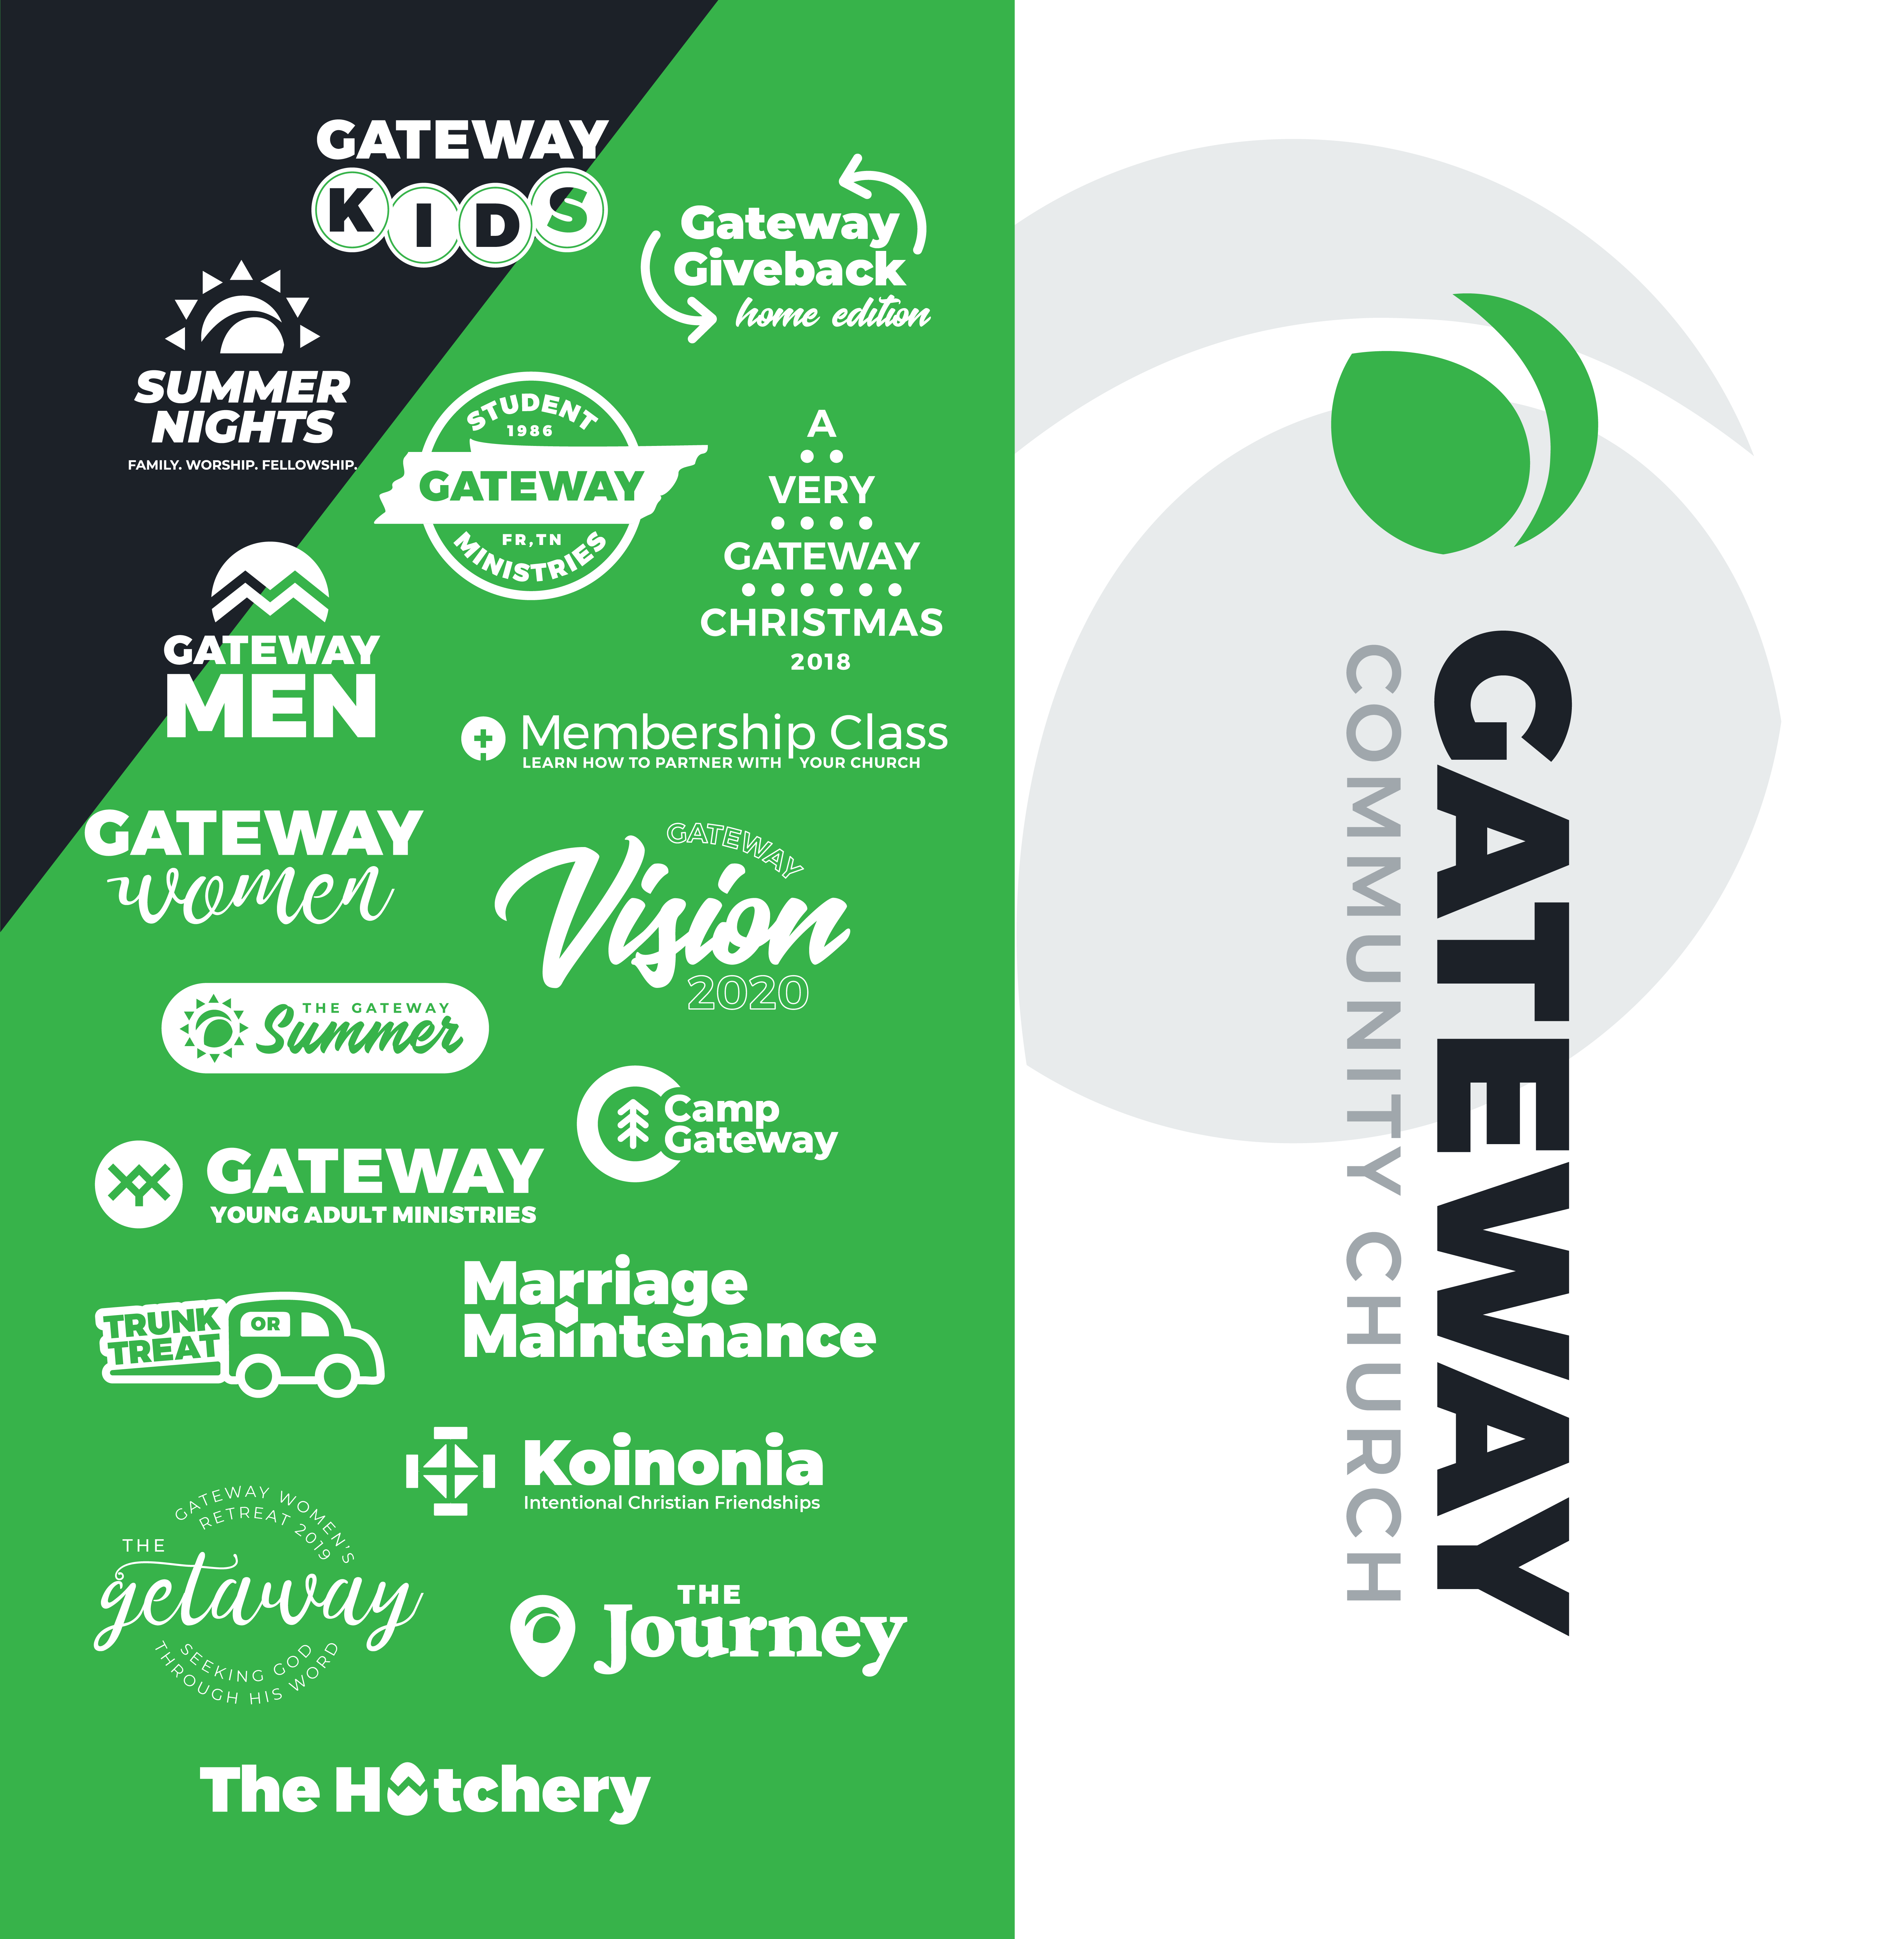 GATEWAY
KIDS
Gateway
Giveback
home edition
SUMMER
NIGHTS
FAMILY. WORSHIP. FELLOWSHIP.
STUDENT
1986
GATEWAY
FR,TN
MINISTRIES
A
VERY
GATEWAY
CHRISTMAS
2018
GATEWAY
MEN
Membership Class
LEARN HOW TO PARTNER WITH YOUR CHURCH
GATEWAY
women
GATEWAY
Vision
2020
THE GATEWAY
Summer
Camp
Gateway
GATEWAY
YOUNG ADULT MINISTRIES
TRUNK
OR
TREAT
Marriage
Maintenance
Koinonia
Intentional Christian Friendships
GATEWAY WOMEN'S
RETREAT 2019
THE
getaway
SEEKING GOD
THROUGH HIS WORD
THE
Journey
The Hatchery
GATEWAY
COMMUNITY CHURCH